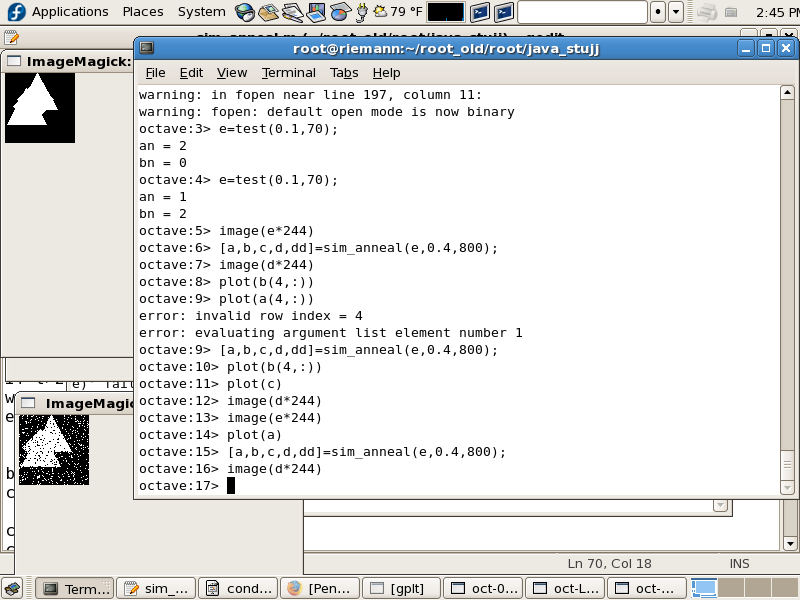 Applications Places System 79 °F 2:45 PM
ImageMagick:
root@riemann:~/root_old/root/java_stujj
File Edit View Terminal Tabs Help
warning: in fopen near line 197, column 11:
warning: fopen: default open mode is now binary
octave:3> e=test(0.1,70);
an = 2
bn = 0
octave:4> e=test(0.1,70);
an = 1
bn = 2
octave:5> image(e*244)
octave:6> [a,b,c,d,dd]=sim_anneal(e,0.4,800);
octave:7> image(d*244)
octave:8> plot(b(4,:))
octave:9> plot(a(4,:))
error: invalid row index = 4
error: evaluating argument list element number 1
octave:9> [a,b,c,d,dd]=sim_anneal(e,0.4,800);
octave:10> plot(b(4,:))
octave:11> plot(c)
octave:12> image(d*244)
octave:13> image(e*244)
octave:14> plot(a)
octave:15> [a,b,c,d,dd]=sim_anneal(e,0.4,800);
octave:16> image(d*244)
octave:17>
ImageMagic
Ln 70, Col 18 INS
Term... sim_... cond... [Pen... [gplt] oct-0... oct-L... oct-...